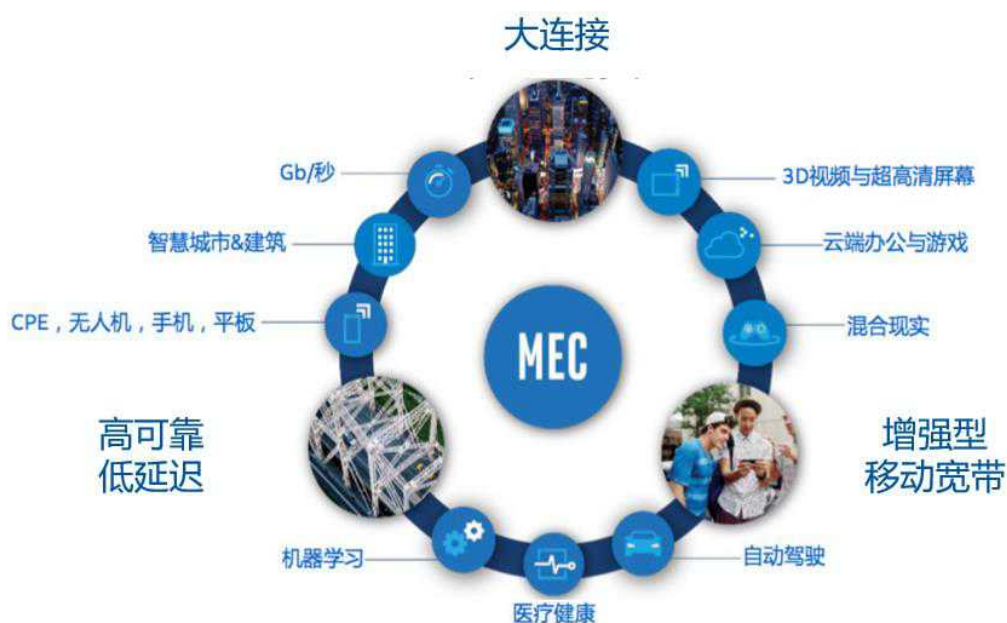 大连接
Gb/秒
3D视频与超高清屏幕
智慧城市&建筑
云端办公与游戏
CPE，无人机，手机，平板
混合现实
MEC
高可靠
低延迟
增强型
移动宽带
机器学习
自动驾驶
医疗健康